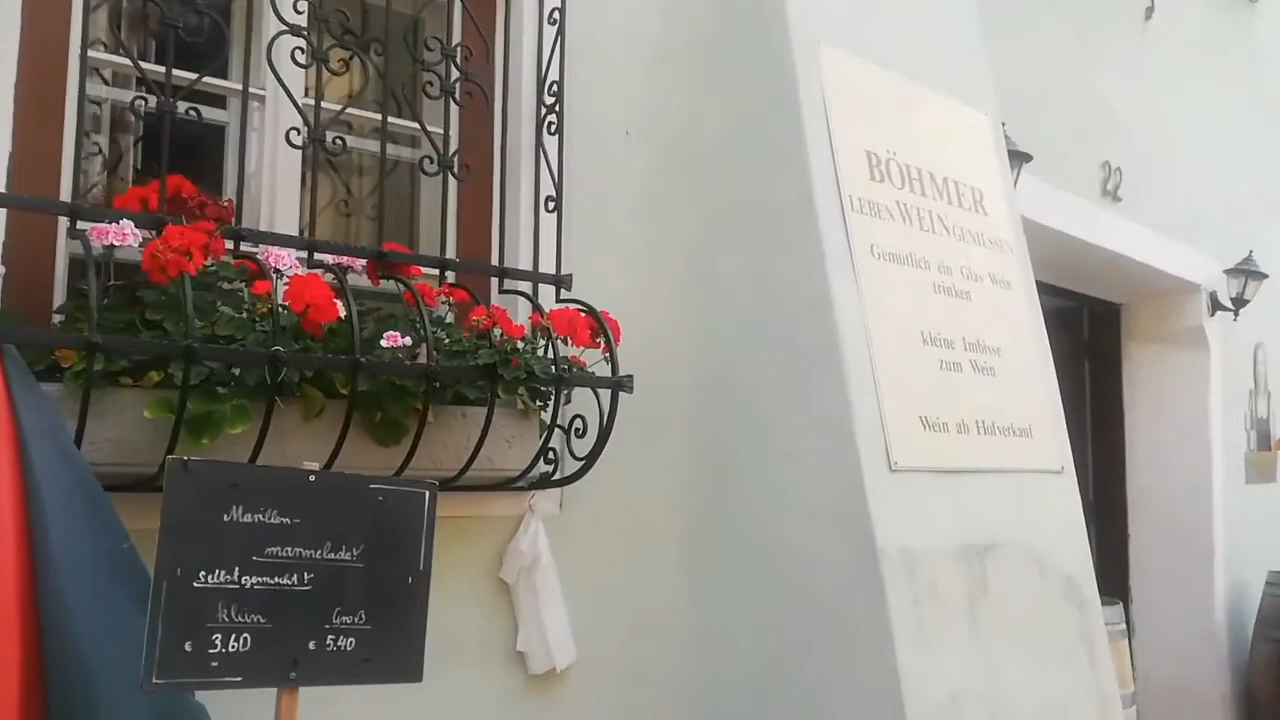 Marillen-
marmelade!
selbstgemacht!
klein Groß
€ 3.60 € 5.40
BÖHMER
LEBEN WEIN GENIESSEN
Gemütlich ein Glas Wein
trinken
kleine Imbisse
zum Wein
Wein ab Hofverkauf
22